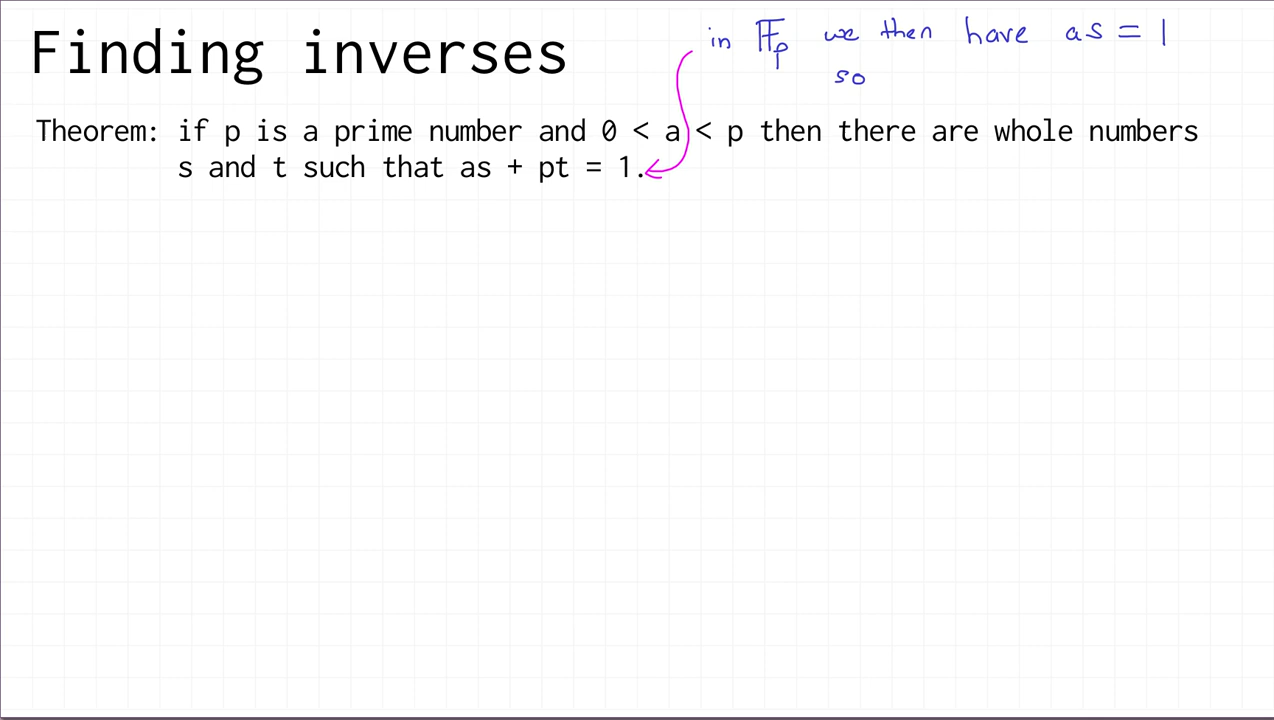 Finding inverses
in 𝔽p we then have as = 1
so
Theorem: if p is a prime number and 0 < a < p then there are whole numbers
s and t such that as + pt = 1.